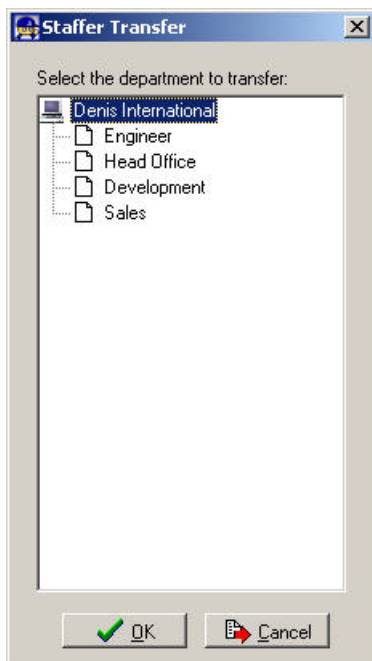 Staffer Transfer
Select the department to transfer:
Denis International
Engineer
Head Office
Development
Sales
OK
Cancel